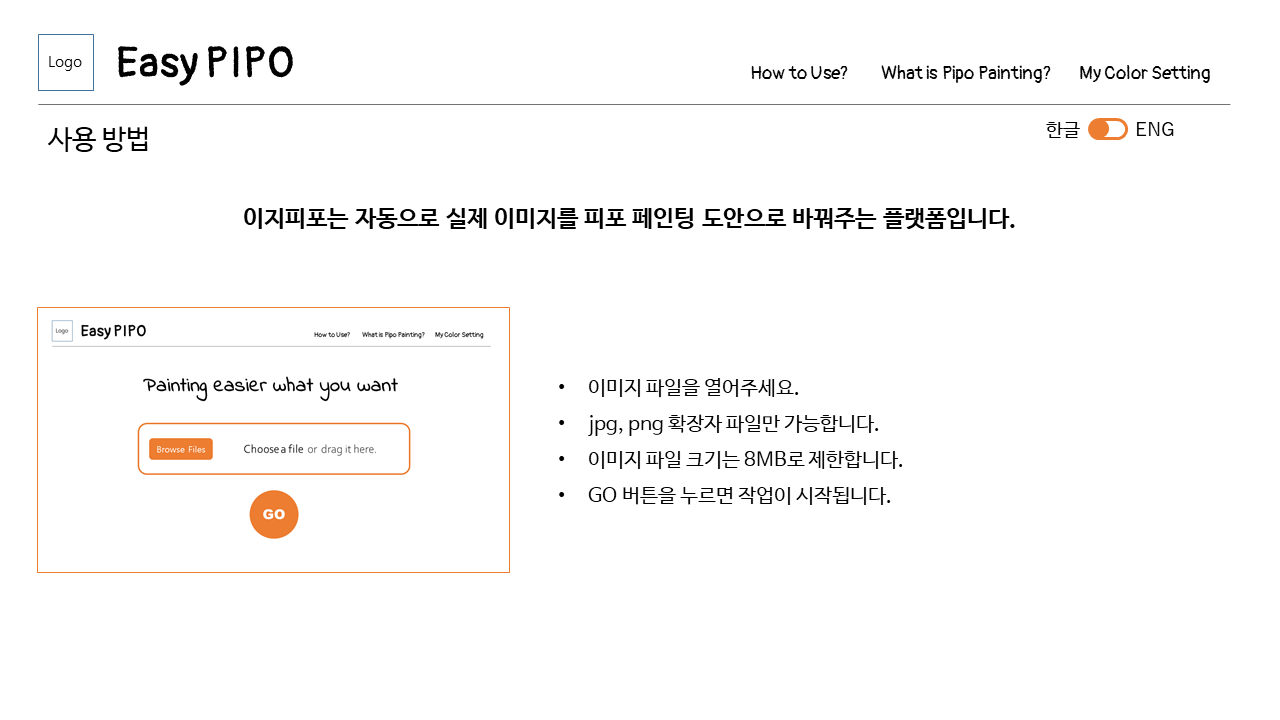 Logo
Easy PIPO
How to Use?
What is Pipo Painting?
My Color Setting
사용 방법
한글
ENG
이지피포는 자동으로 실제 이미지를 피포 페인팅 도안으로 바꿔주는 플랫폼입니다.
Logo
Easy PIPO
How to Use?
What is Pipo Painting?
My Color Setting
Painting easier what you want
Browse Files
Choose a file or drag it here.
GO
• 이미지 파일을 열어주세요.
• jpg, png 확장자 파일만 가능합니다.
• 이미지 파일 크기는 8MB로 제한합니다.
• GO 버튼을 누르면 작업이 시작됩니다.